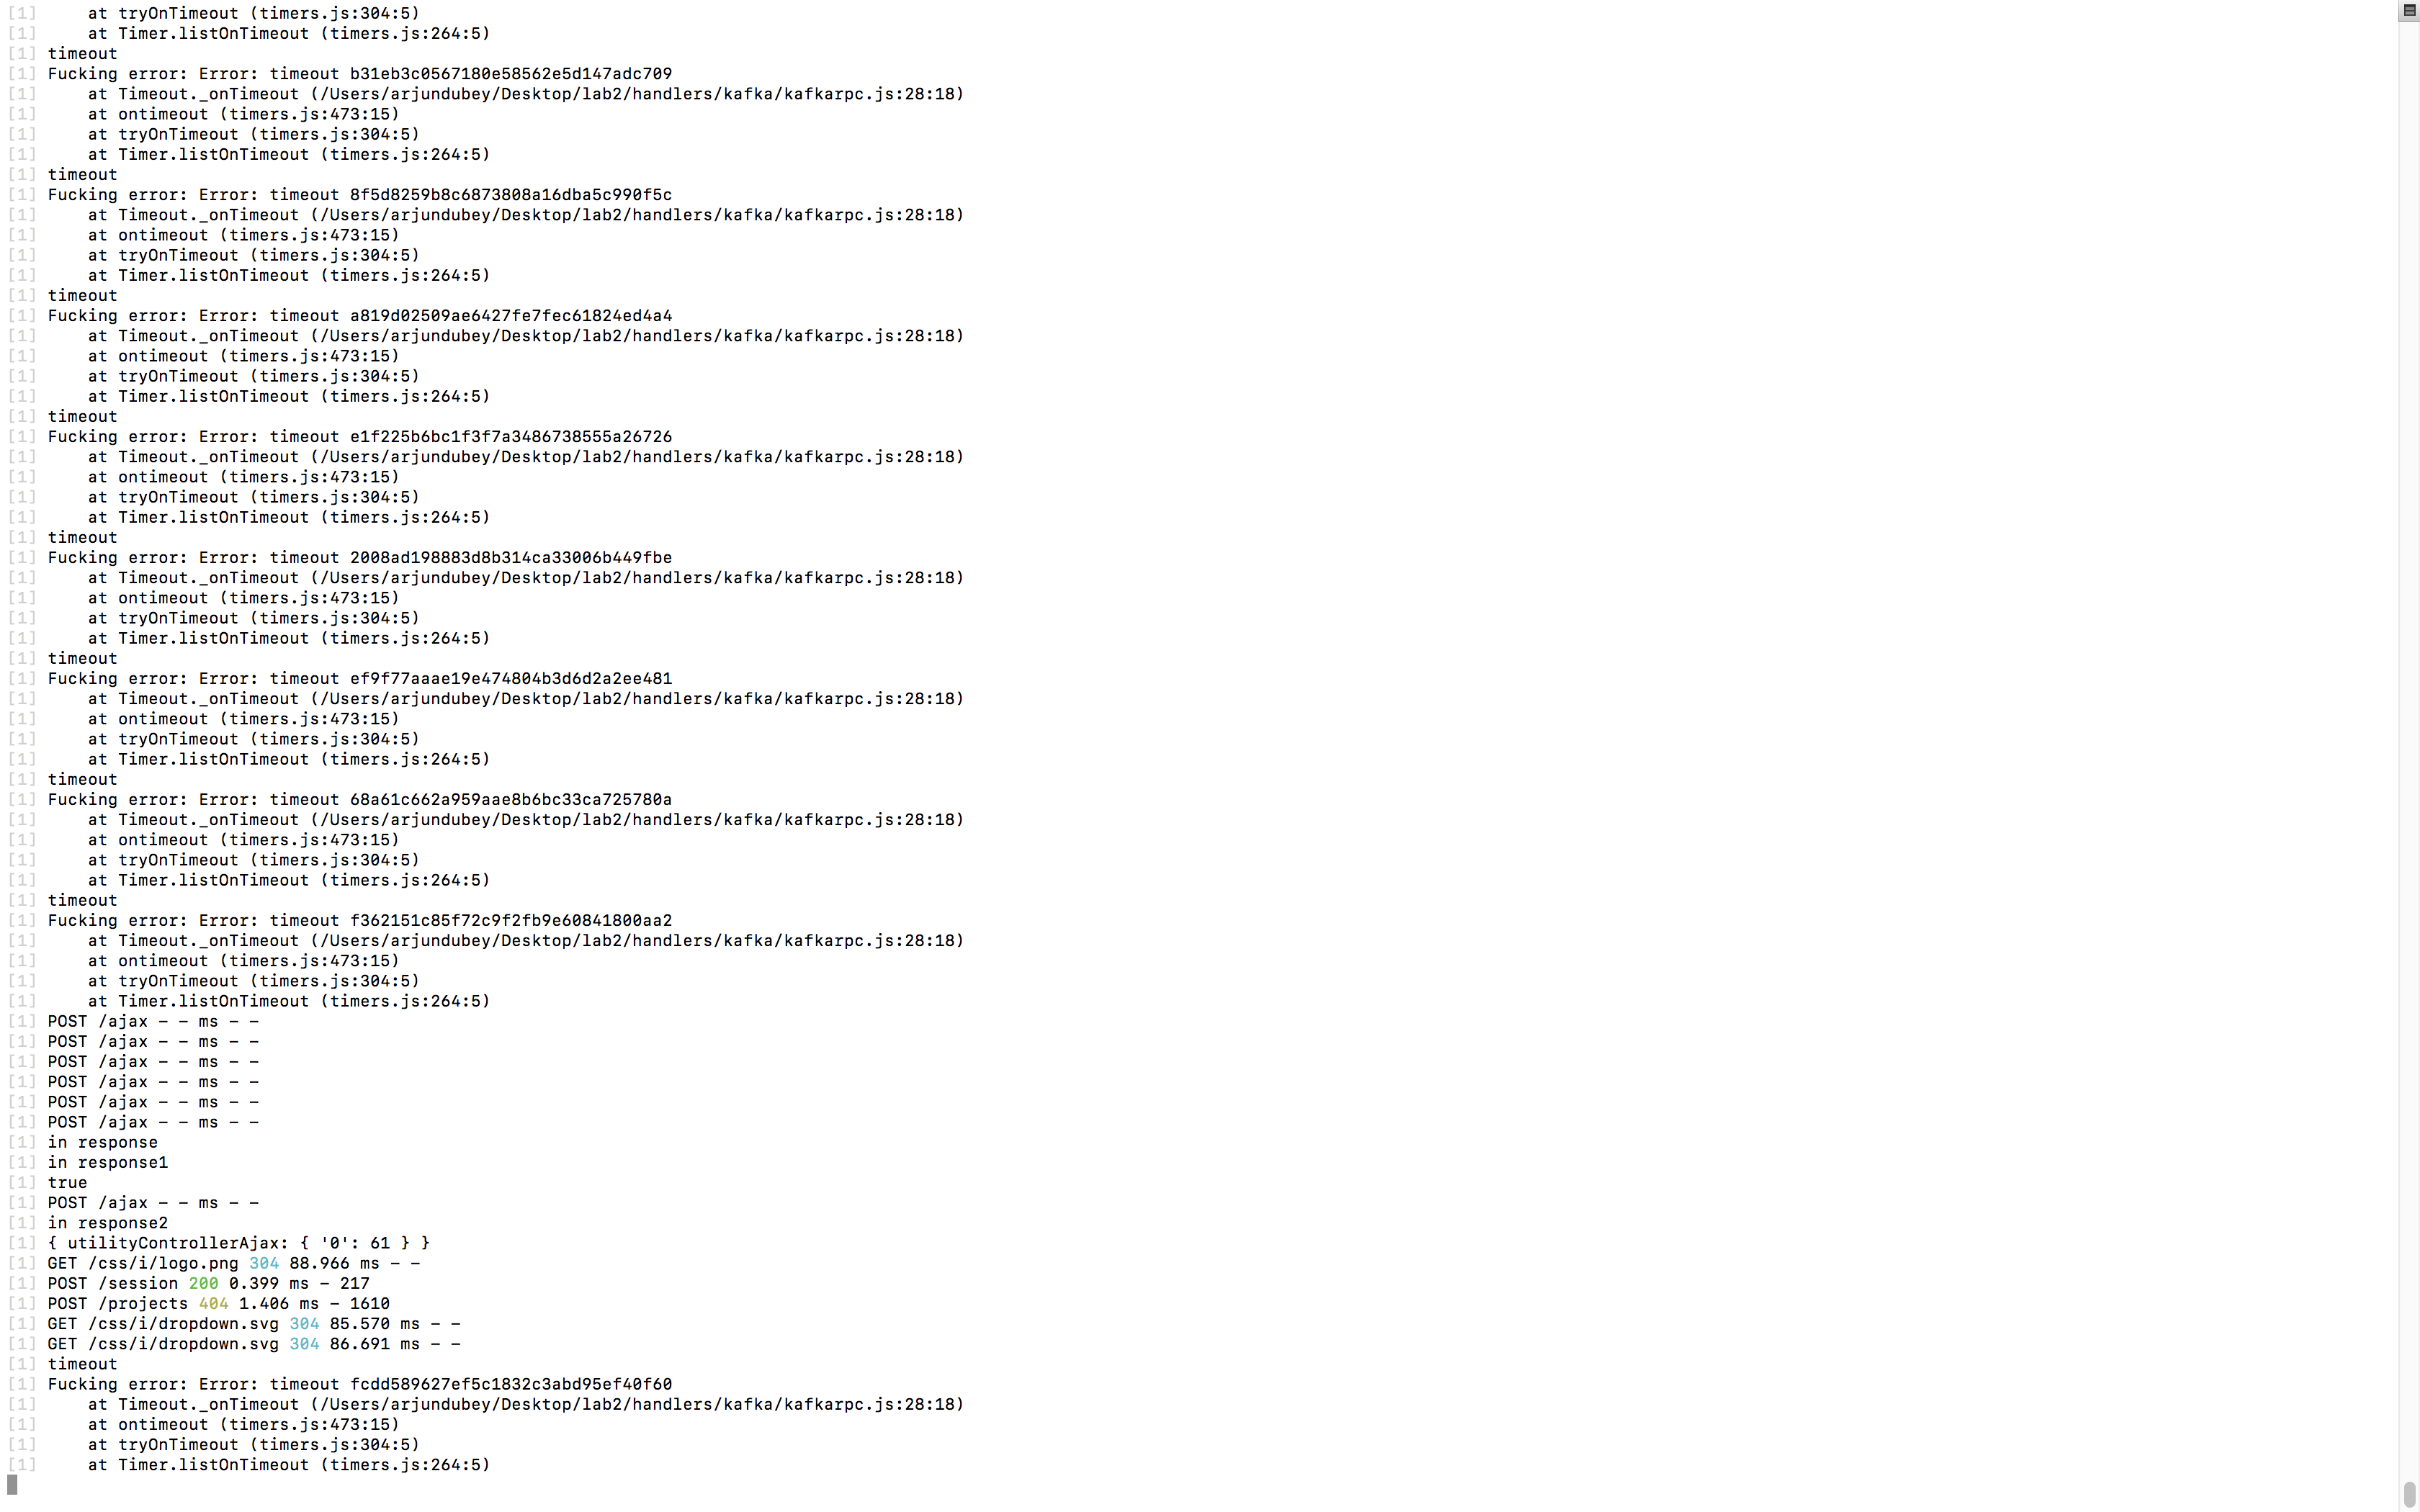 [1]     at tryOnTimeout (timers.js:304:5)
[1]     at Timer.listOnTimeout (timers.js:264:5)
[1] timeout
[1] Fucking error: Error: timeout b31eb3c0567180e58562e5d147adc709
[1]     at Timeout._onTimeout (/Users/arjundubey/Desktop/lab2/handlers/kafka/kafkarpc.js:28:18)
[1]     at ontimeout (timers.js:473:15)
[1]     at tryOnTimeout (timers.js:304:5)
[1]     at Timer.listOnTimeout (timers.js:264:5)
[1] timeout
[1] Fucking error: Error: timeout 8f5d8259b8c6873808a16dba5c990f5c
[1]     at Timeout._onTimeout (/Users/arjundubey/Desktop/lab2/handlers/kafka/kafkarpc.js:28:18)
[1]     at ontimeout (timers.js:473:15)
[1]     at tryOnTimeout (timers.js:304:5)
[1]     at Timer.listOnTimeout (timers.js:264:5)
[1] timeout
[1] Fucking error: Error: timeout a819d02509ae6427fe7fec61824ed4a4
[1]     at Timeout._onTimeout (/Users/arjundubey/Desktop/lab2/handlers/kafka/kafkarpc.js:28:18)
[1]     at ontimeout (timers.js:473:15)
[1]     at tryOnTimeout (timers.js:304:5)
[1]     at Timer.listOnTimeout (timers.js:264:5)
[1] timeout
[1] Fucking error: Error: timeout e1f225b6bc1f3f7a3486738555a26726
[1]     at Timeout._onTimeout (/Users/arjundubey/Desktop/lab2/handlers/kafka/kafkarpc.js:28:18)
[1]     at ontimeout (timers.js:473:15)
[1]     at tryOnTimeout (timers.js:304:5)
[1]     at Timer.listOnTimeout (timers.js:264:5)
[1] timeout
[1] Fucking error: Error: timeout 2008ad198883d8b314ca33006b449fbe
[1]     at Timeout._onTimeout (/Users/arjundubey/Desktop/lab2/handlers/kafka/kafkarpc.js:28:18)
[1]     at ontimeout (timers.js:473:15)
[1]     at tryOnTimeout (timers.js:304:5)
[1]     at Timer.listOnTimeout (timers.js:264:5)
[1] timeout
[1] Fucking error: Error: timeout ef9f77aaae19e474804b3d6d2a2ee481
[1]     at Timeout._onTimeout (/Users/arjundubey/Desktop/lab2/handlers/kafka/kafkarpc.js:28:18)
[1]     at ontimeout (timers.js:473:15)
[1]     at tryOnTimeout (timers.js:304:5)
[1]     at Timer.listOnTimeout (timers.js:264:5)
[1] timeout
[1] Fucking error: Error: timeout 68a61c662a959aae8b6bc33ca725780a
[1]     at Timeout._onTimeout (/Users/arjundubey/Desktop/lab2/handlers/kafka/kafkarpc.js:28:18)
[1]     at ontimeout (timers.js:473:15)
[1]     at tryOnTimeout (timers.js:304:5)
[1]     at Timer.listOnTimeout (timers.js:264:5)
[1] timeout
[1] Fucking error: Error: timeout f362151c85f72c9f2fb9e60841800aa2
[1]     at Timeout._onTimeout (/Users/arjundubey/Desktop/lab2/handlers/kafka/kafkarpc.js:28:18)
[1]     at ontimeout (timers.js:473:15)
[1]     at tryOnTimeout (timers.js:304:5)
[1]     at Timer.listOnTimeout (timers.js:264:5)
[1] POST /ajax - - ms - -
[1] POST /ajax - - ms - -
[1] POST /ajax - - ms - -
[1] POST /ajax - - ms - -
[1] POST /ajax - - ms - -
[1] POST /ajax - - ms - -
[1] in response
[1] in response1
[1] true
[1] POST /ajax - - ms - -
[1] in response2
[1] { utilityControllerAjax: { '0': 61 } }
[1] GET /css/i/logo.png 304 88.966 ms - -
[1] POST /session 200 0.399 ms - 217
[1] POST /projects 404 1.406 ms - 1610
[1] GET /css/i/dropdown.svg 304 85.570 ms - -
[1] GET /css/i/dropdown.svg 304 86.691 ms - -
[1] timeout
[1] Fucking error: Error: timeout fcdd589627ef5c1832c3abd95ef40f60
[1]     at Timeout._onTimeout (/Users/arjundubey/Desktop/lab2/handlers/kafka/kafkarpc.js:28:18)
[1]     at ontimeout (timers.js:473:15)
[1]     at tryOnTimeout (timers.js:304:5)
[1]     at Timer.listOnTimeout (timers.js:264:5)